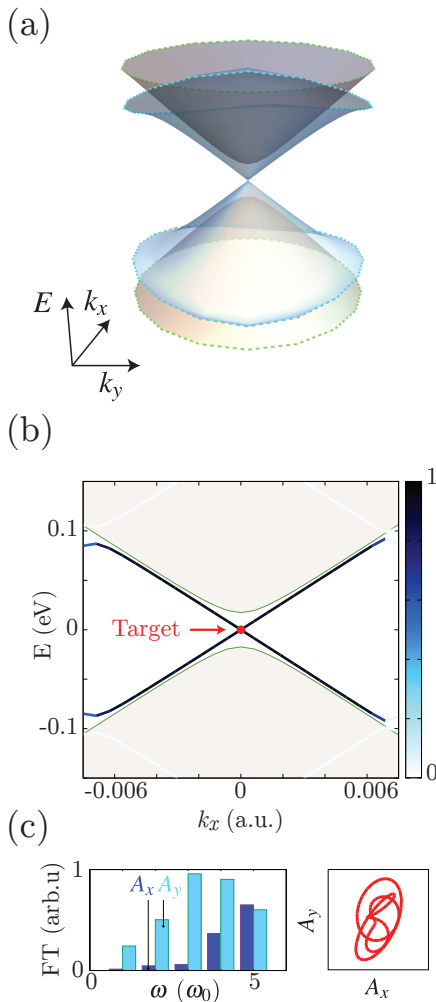 (a)
E
k_x
k_y
(b)
0.1
0
-0.1
E (eV)
Target
-0.006
0
0.006
k_x (a.u.)
1
0
(c)
1
0
FT (arb.u)
A_x A_y
0
5
ω (ω_0)
A_y
A_x